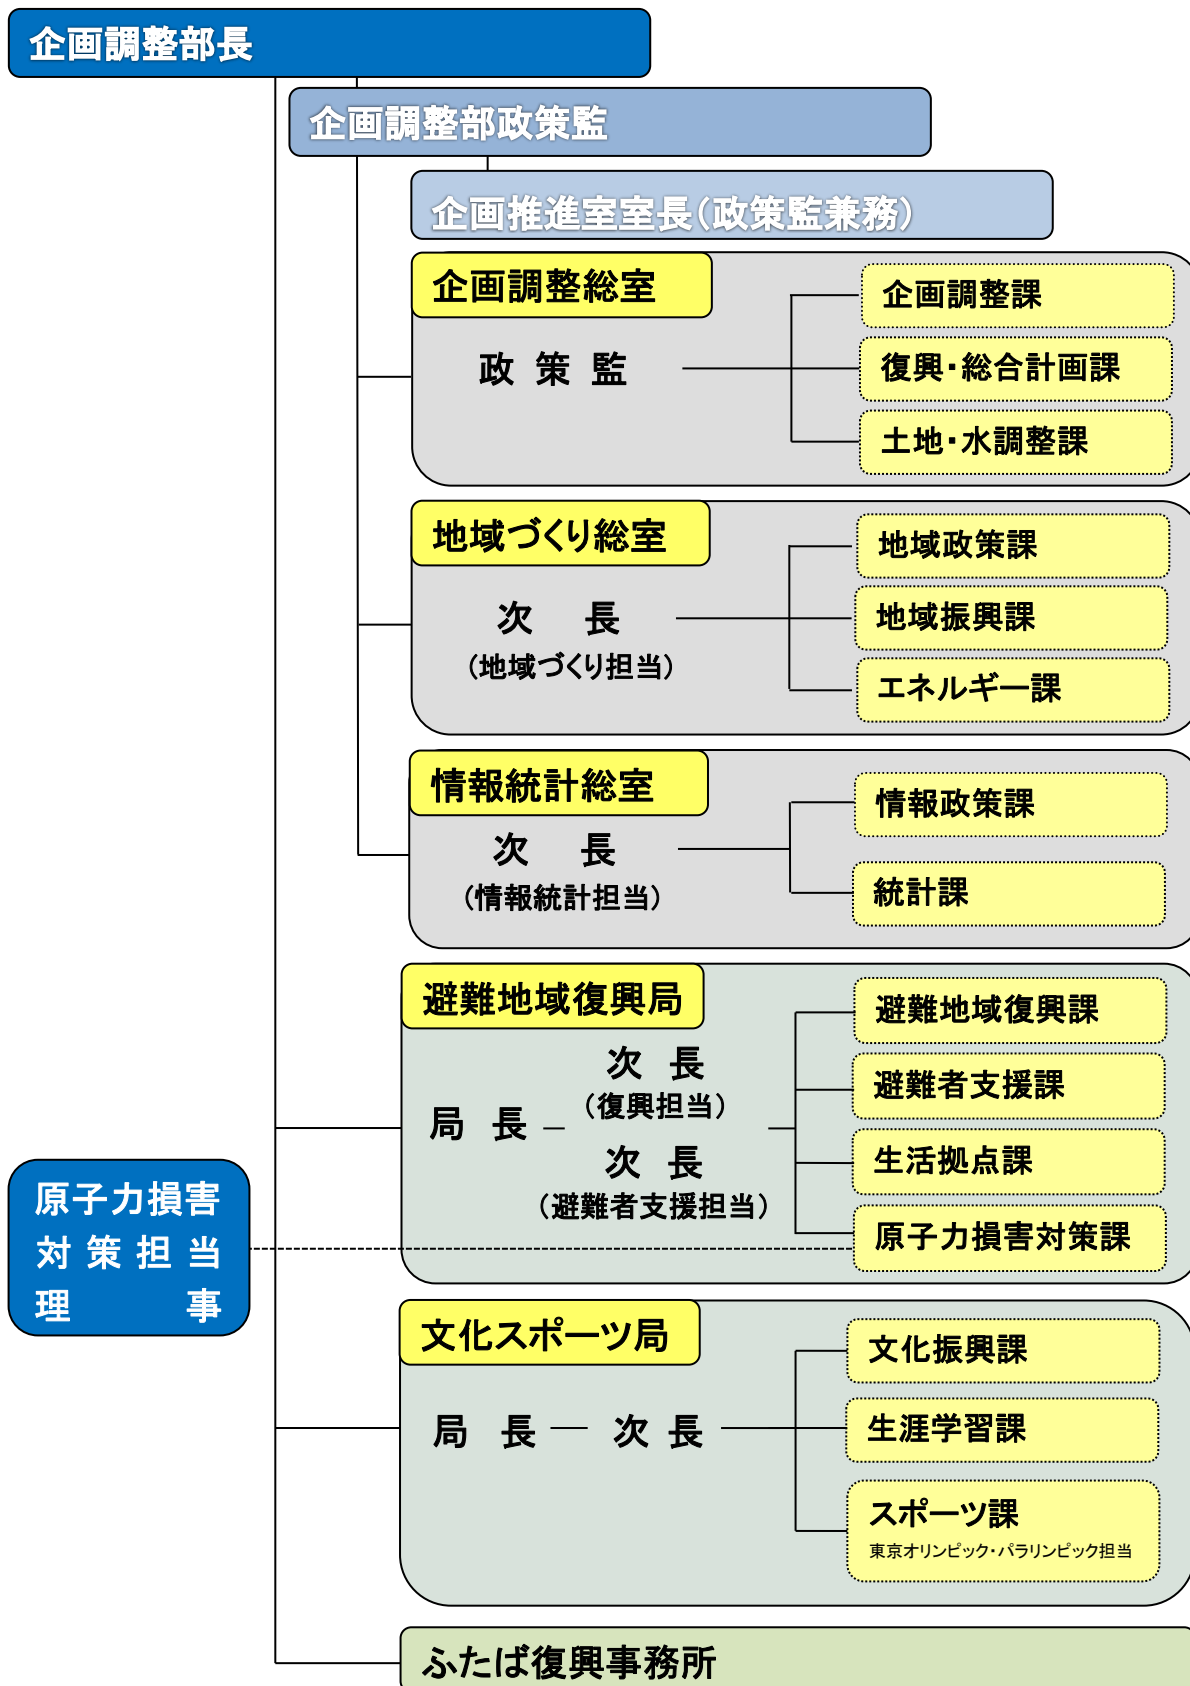 企画調整部長
企画調整部政策監
企画推進室室長（政策監兼務）
企画調整総室
政 策 監
企画調整課
復興・総合計画課
土地・水調整課
地域づくり総室
次 長
（地域づくり担当）
地域政策課
地域振興課
エネルギー課
情報統計総室
次 長
（情報統計担当）
情報政策課
統計課
避難地域復興局
局 長
次 長
（復興担当）
次 長
（避難者支援担当）
避難地域復興課
避難者支援課
生活拠点課
原子力損害対策課
原子力損害
対 策 担 当
理 事
文化スポーツ局
局 長
次 長
文化振興課
生涯学習課
スポーツ課
東京オリンピック・パラリンピック担当
ふたば復興事務所